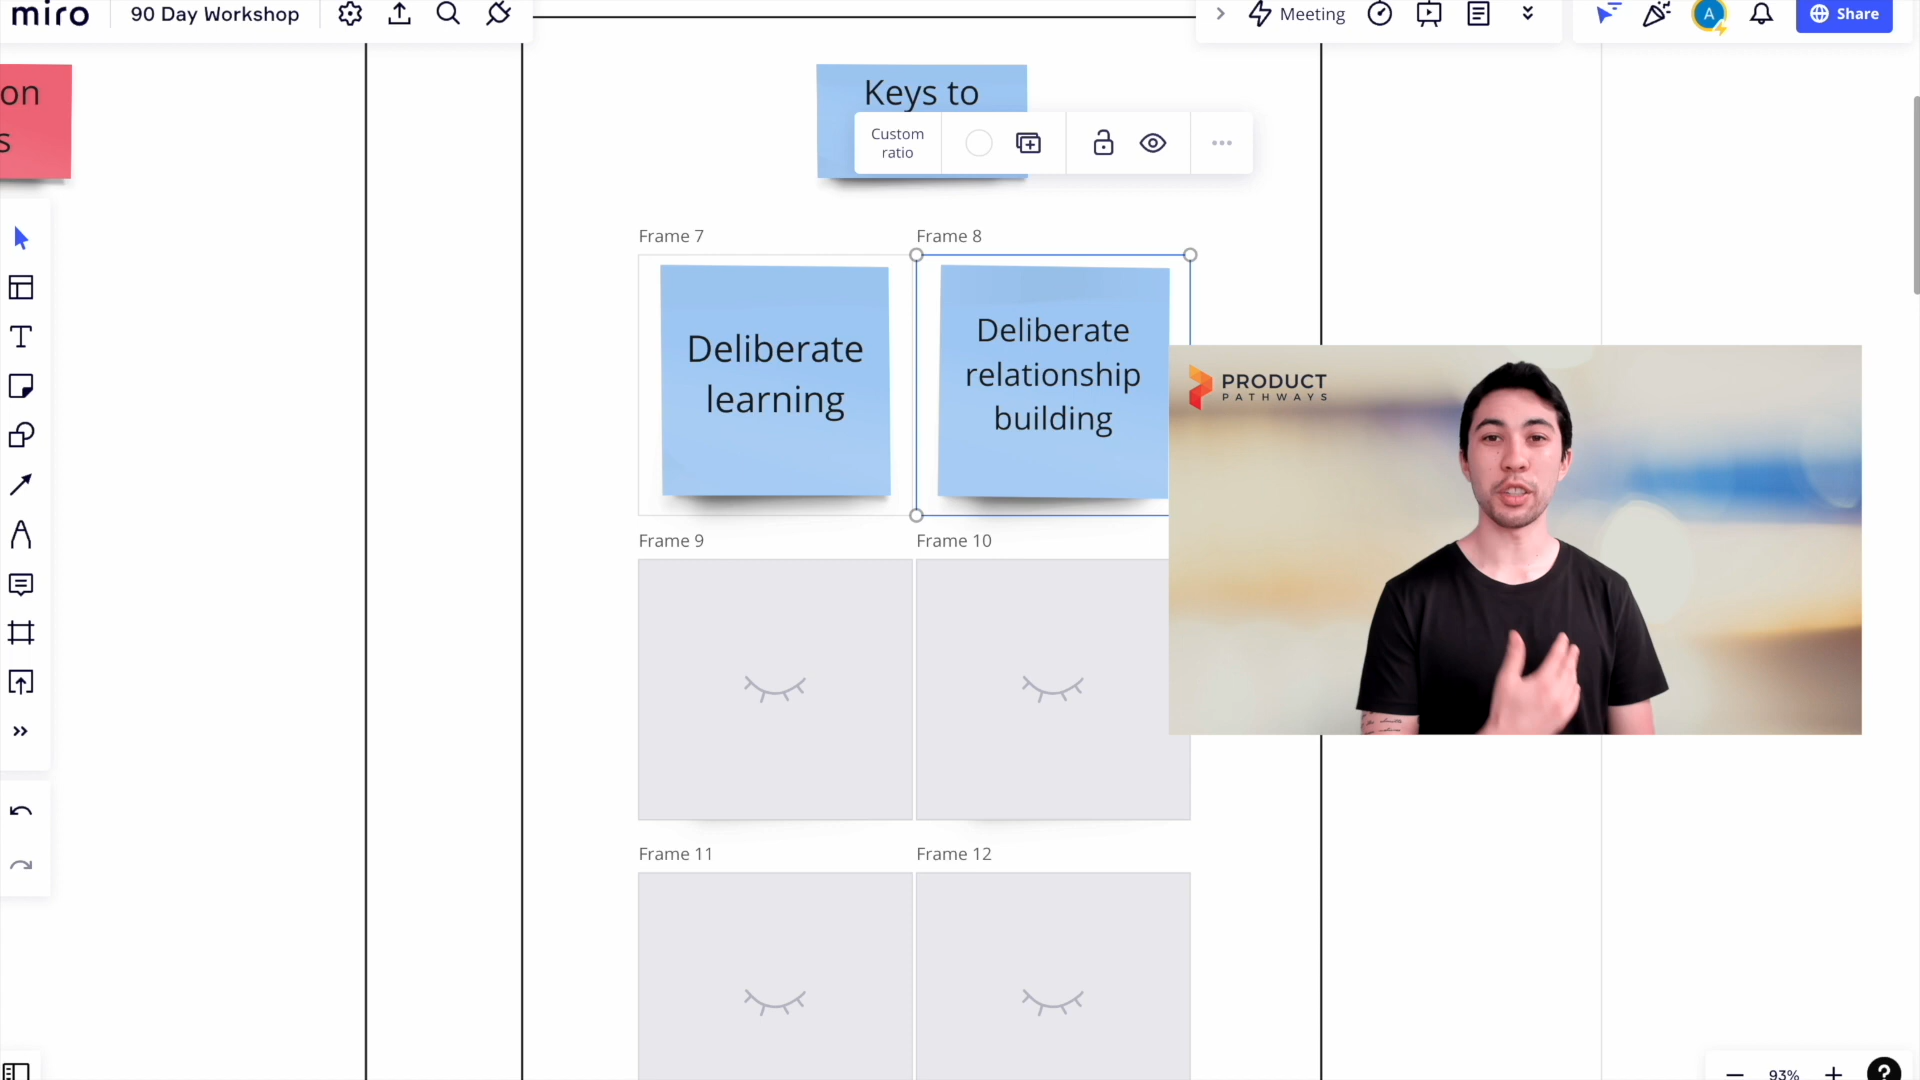 miro
90 Day Workshop
Meeting
A
Share
on
s
Keys to
Custom
ratio
Frame 7
Frame 8
Deliberate
learning
Deliberate
relationship
building
PRODUCT
PATHWAYS
Frame 9
Frame 10
Frame 11
Frame 12
93%
?